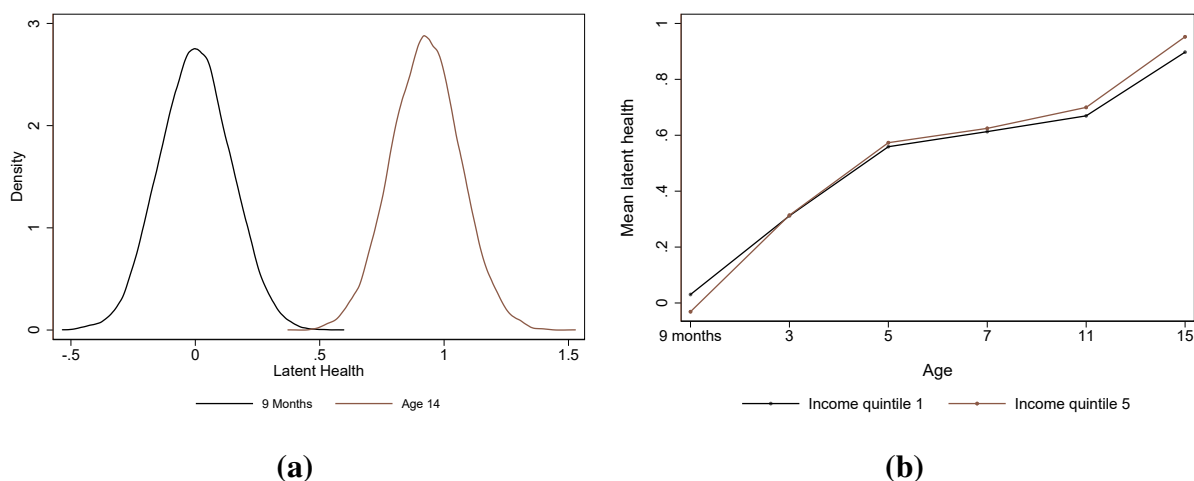 3
2
1
0
Density
-.5
0
.5
1
1.5
Latent Health
9 Months
Age 14
(a)
1
.8
.6
.4
.2
0
Mean latent health
9 months
3
5
7
11
15
Age
Income quintile 1
Income quintile 5
(b)